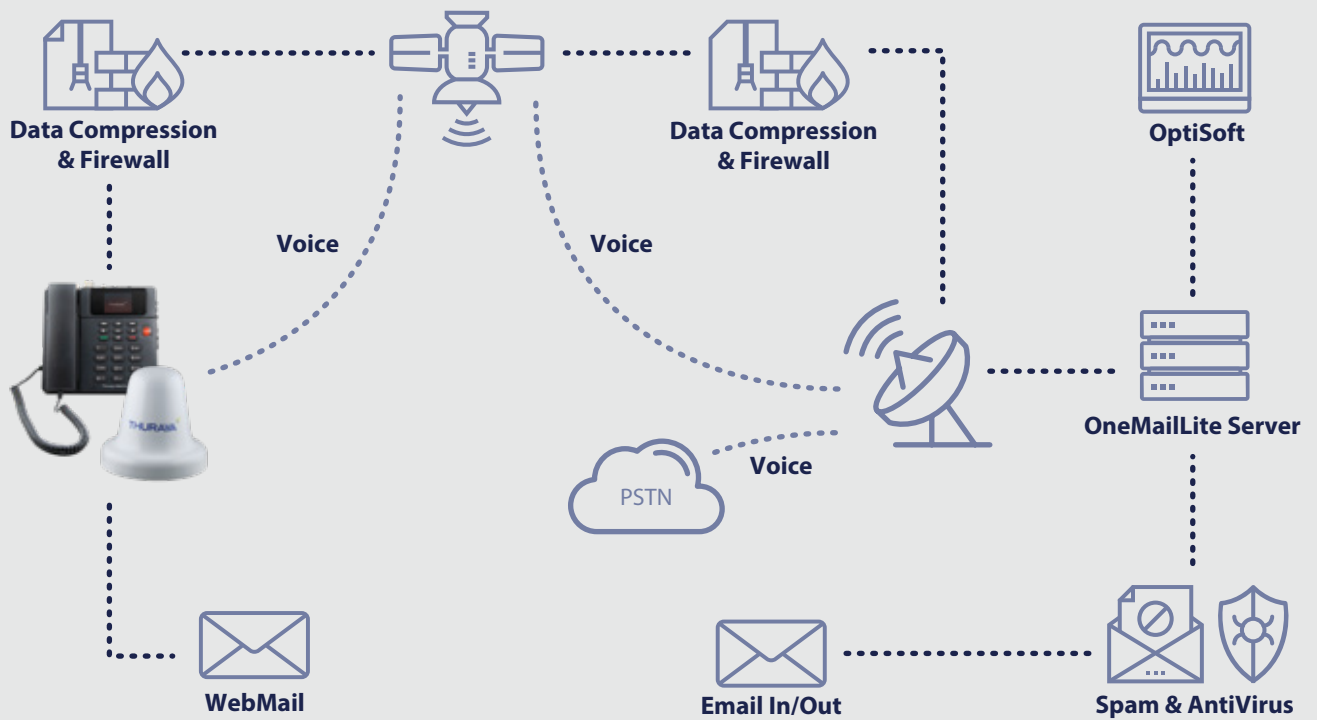 Data Compression
& Firewall
Data Compression
& Firewall
OptiSoft
Voice
Voice
THURAYA
OneMailLite Server
Voice
PSTN
WebMail
Email In/Out
Spam & AntiVirus